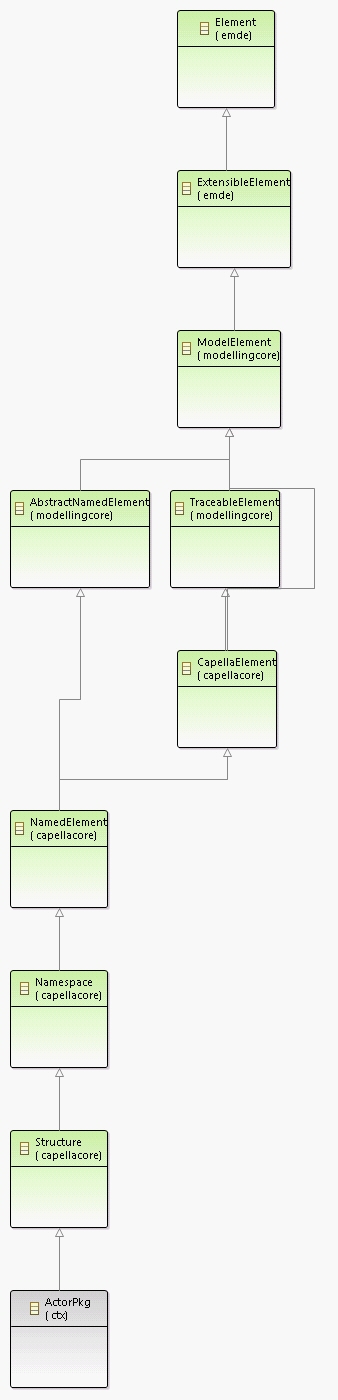 Element
( emde)
ExtensibleElement
( emde)
ModelElement
( modellingcore)
AbstractNamedElement
( modellingcore)
TraceableElement
( modellingcore)
CapellaElement
( capellacore)
NamedElement
( capellacore)
Namespace
( capellacore)
Structure
( capellacore)
ActorPkg
( ctx)